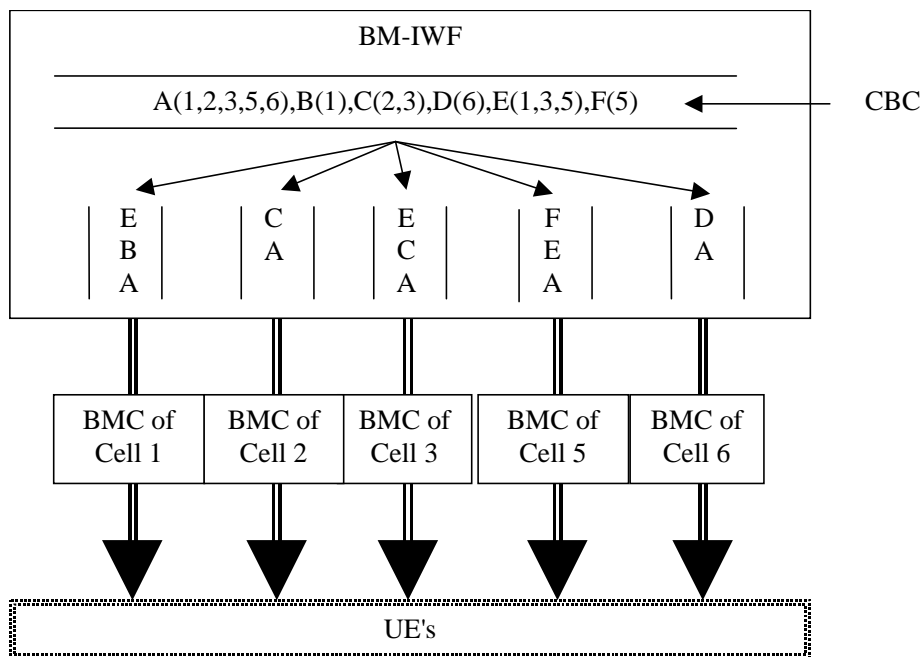 BM-IWF
A(1,2,3,5,6),B(1),C(2,3),D(6),E(1,3,5),F(5)
CBC
E
B
A
C
A
E
C
A
F
E
A
D
A
BMC of
Cell 1
BMC of
Cell 2
BMC of
Cell 3
BMC of
Cell 5
BMC of
Cell 6
UE's